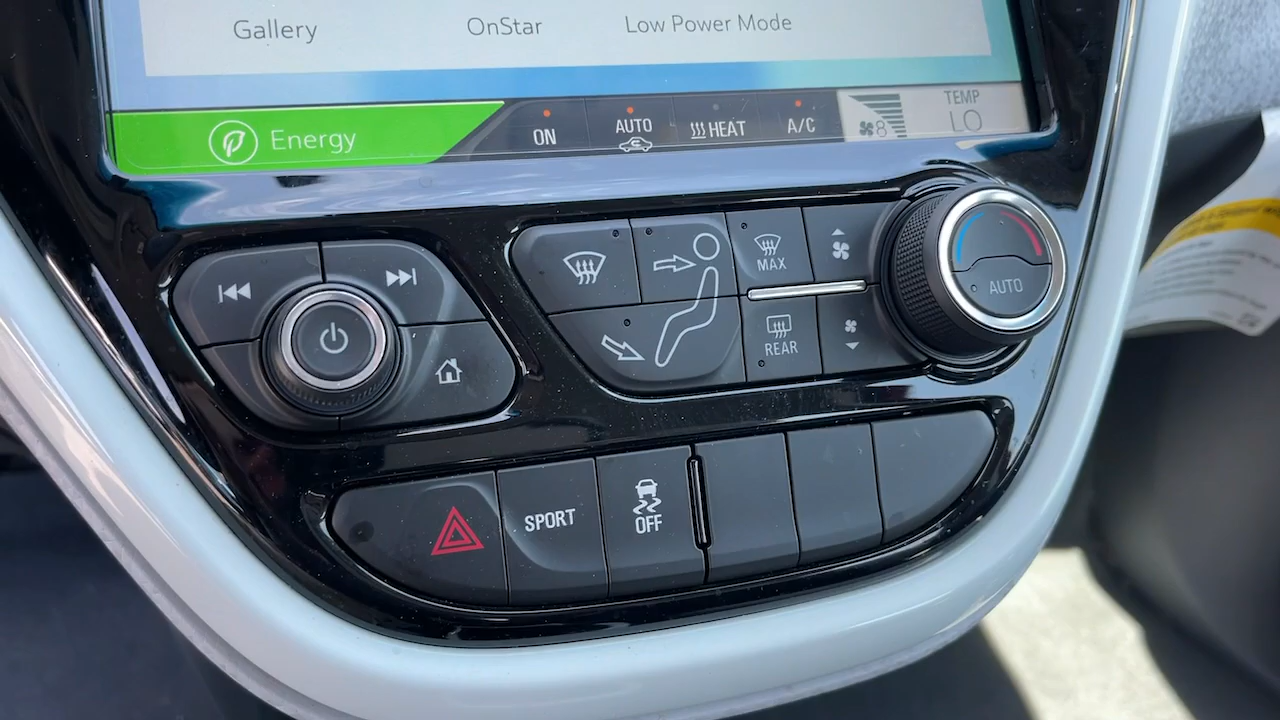 Gallery
OnStar
Low Power Mode
Energy
ON
AUTO
HEAT
A/C
8
TEMP
LO
MAX
REAR
AUTO
SPORT
OFF